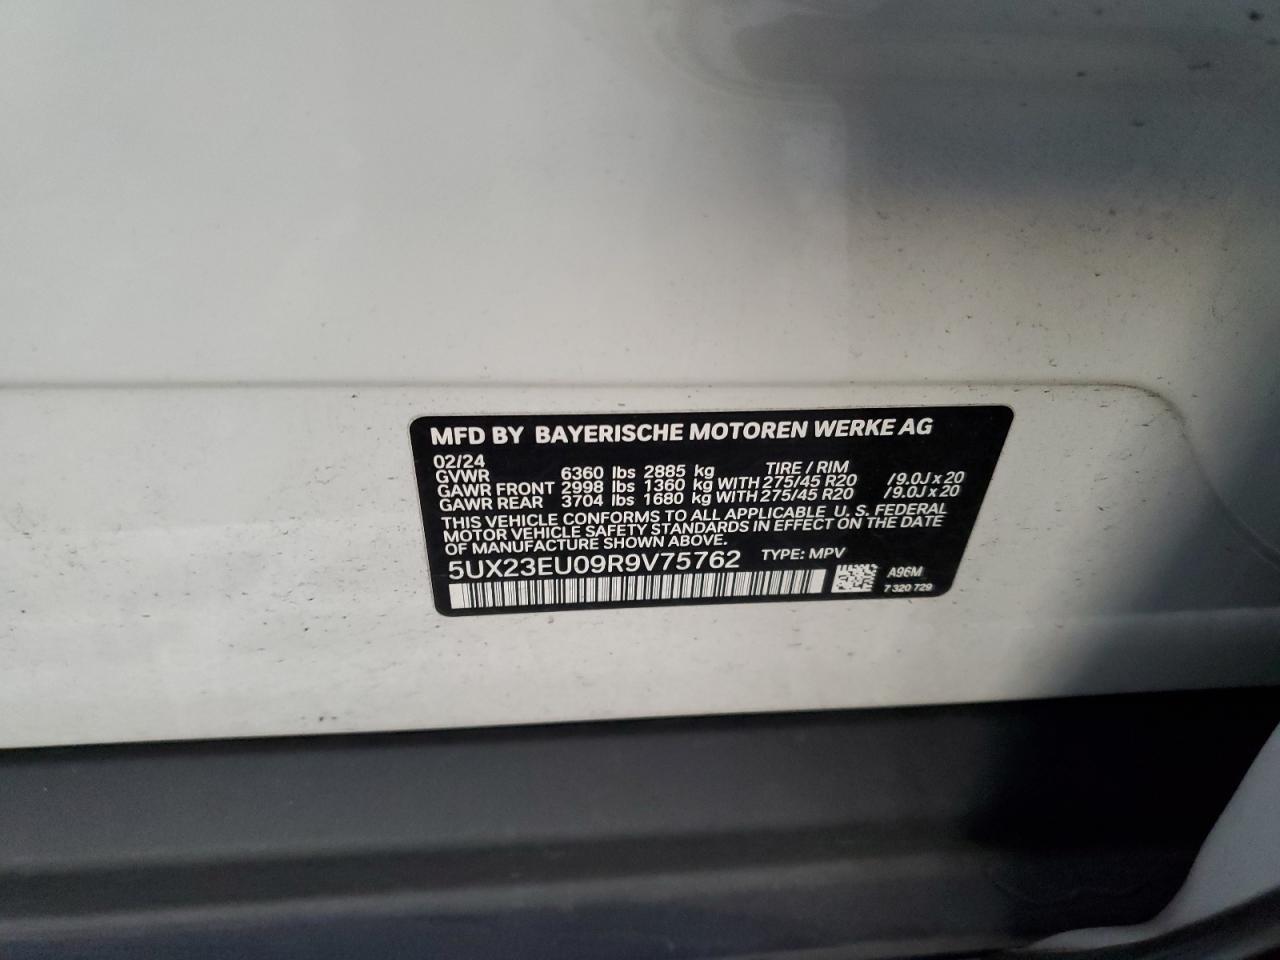 MFD BY BAYERISCHE MOTOREN WERKE AG
02/24
GVWR 6360 lbs 2885 kg TIRE / RIM
GAWR FRONT 2998 lbs 1360 kg WITH 275/45 R20 /9.0J x 20
GAWR REAR 3704 lbs 1680 kg WITH 275/45 R20 /9.0J x 20
THIS VEHICLE CONFORMS TO ALL APPLICABLE U. S. FEDERAL
MOTOR VEHICLE SAFETY STANDARDS IN EFFECT ON THE DATE
OF MANUFACTURE SHOWN ABOVE.
5UX23EU09R9V75762 TYPE: MPV
A96M
7 320 729